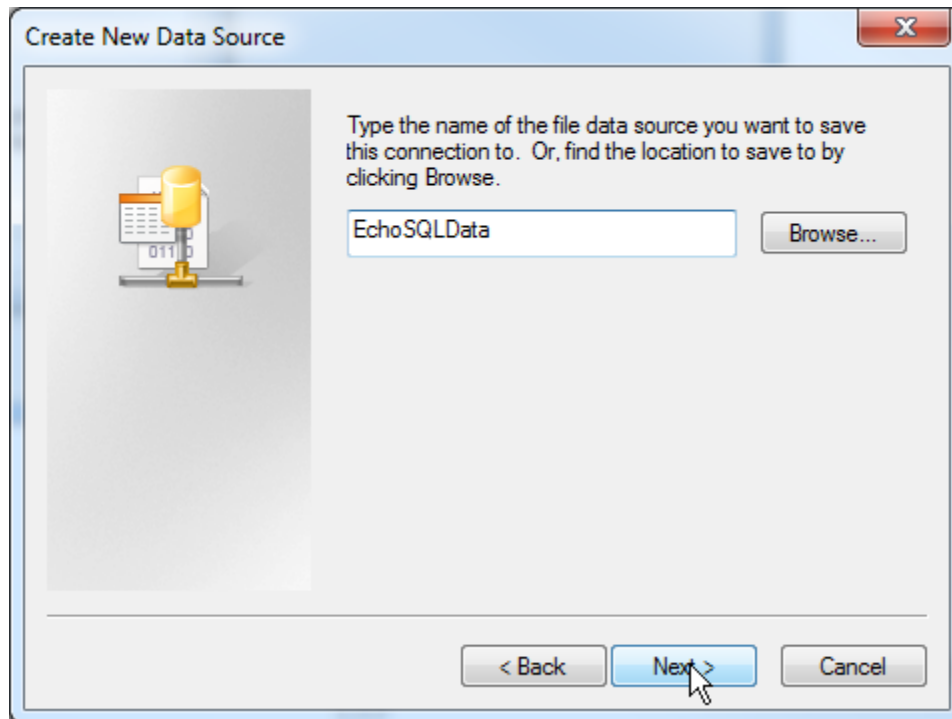 Create New Data Source
Type the name of the file data source you want to save
this connection to.  Or, find the location to save to by
clicking Browse.
EchoSQLData
Browse...
< Back
Next >
Cancel